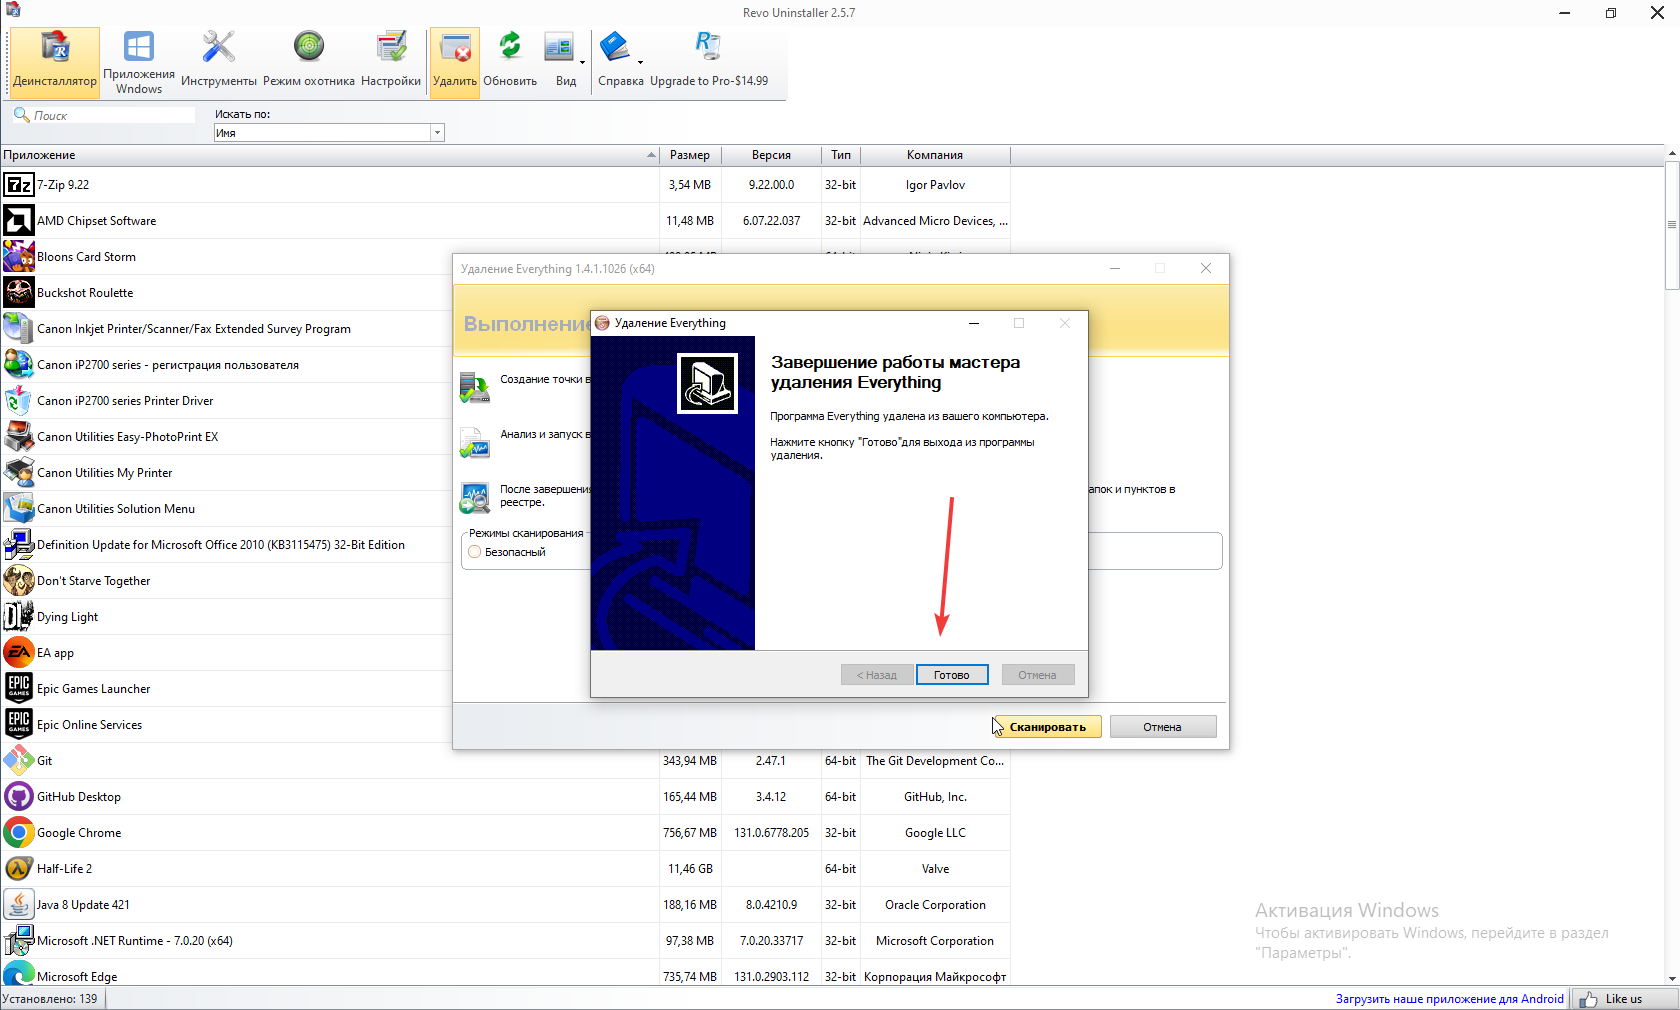 Revo Uninstaller 2.5.7
Деинсталлятор
Приложения Windows
Инструменты
Режим охотника
Настройки
Удалить
Обновить
Вид
Справка
Upgrade to Pro-$14.99
Поиск
Искать по:
Имя
Приложение Размер Версия Тип Компания
7-Zip 9.22 3,54 MB 9.22.00.0 32-bit Igor Pavlov
AMD Chipset Software 11,48 MB 6.07.22.037 32-bit Advanced Micro Devices, ...
Bloons Card Storm
Buckshot Roulette
Canon Inkjet Printer/Scanner/Fax Extended Survey Program
Canon iP2700 series - регистрация пользователя
Canon iP2700 series Printer Driver
Canon Utilities Easy-PhotoPrint EX
Canon Utilities My Printer
Canon Utilities Solution Menu
Definition Update for Microsoft Office 2010 (KB3115475) 32-Bit Edition
Don't Starve Together
Dying Light
EA app
Epic Games Launcher
Epic Online Services
Git 343,94 MB 2.47.1 64-bit The Git Development Co...
GitHub Desktop 165,44 MB 3.4.12 64-bit GitHub, Inc.
Google Chrome 756,67 MB 131.0.6778.205 32-bit Google LLC
Half-Life 2 11,46 GB 64-bit Valve
Java 8 Update 421 188,16 MB 8.0.4210.9 32-bit Oracle Corporation
Microsoft .NET Runtime - 7.0.20 (x64) 97,38 MB 7.0.20.33717 32-bit Microsoft Corporation
Microsoft Edge 735,74 MB 131.0.2903.112 32-bit Корпорация Майкрософт
Удаление Everything 1.4.1.1026 (x64)
Выполнение
Создание точки в
Анализ и запуск в
После завершения
апок и пунктов в
реестре.
Режимы сканирования
Безопасный
Сканировать
Отмена
Удаление Everything
Завершение работы мастера
удаления Everything
Программа Everything удалена из вашего компьютера.
Нажмите кнопку "Готово"для выхода из программы
удаления.
< Назад
Готово
Отмена
Активация Windows
Чтобы активировать Windows, перейдите в раздел
"Параметры".
Установлено: 139
Загрузить наше приложение для Android
Like us